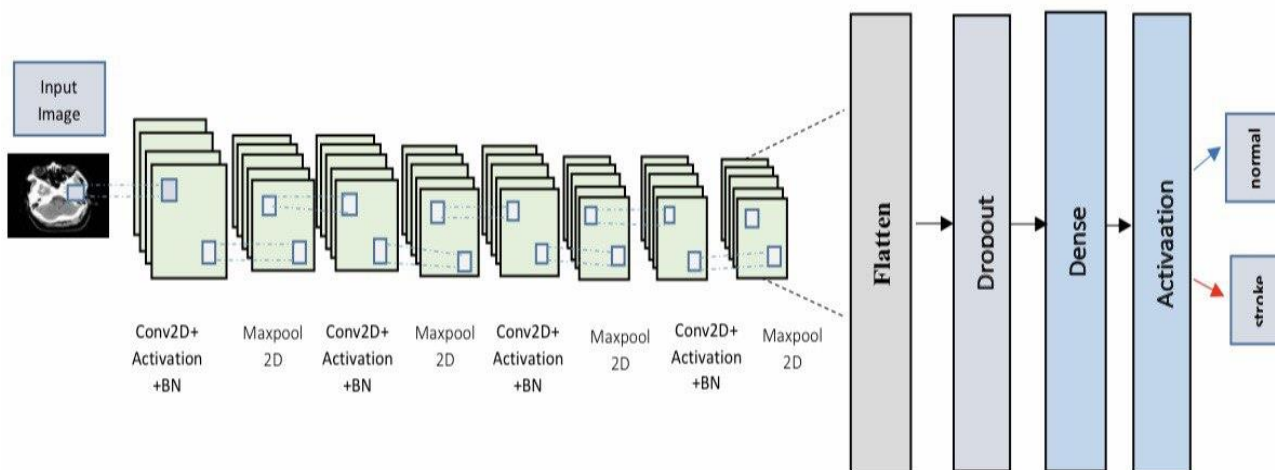 Input
Image
Conv2D+
Activation
+BN
Maxpool
2D
Conv2D+
Activation
+BN
Maxpool
2D
Conv2D+
Activation
+BN
Maxpool
2D
Conv2D+
Activation
+BN
Maxpool
2D
Flatten
Dropout
Dense
Activaation
normal
stroke